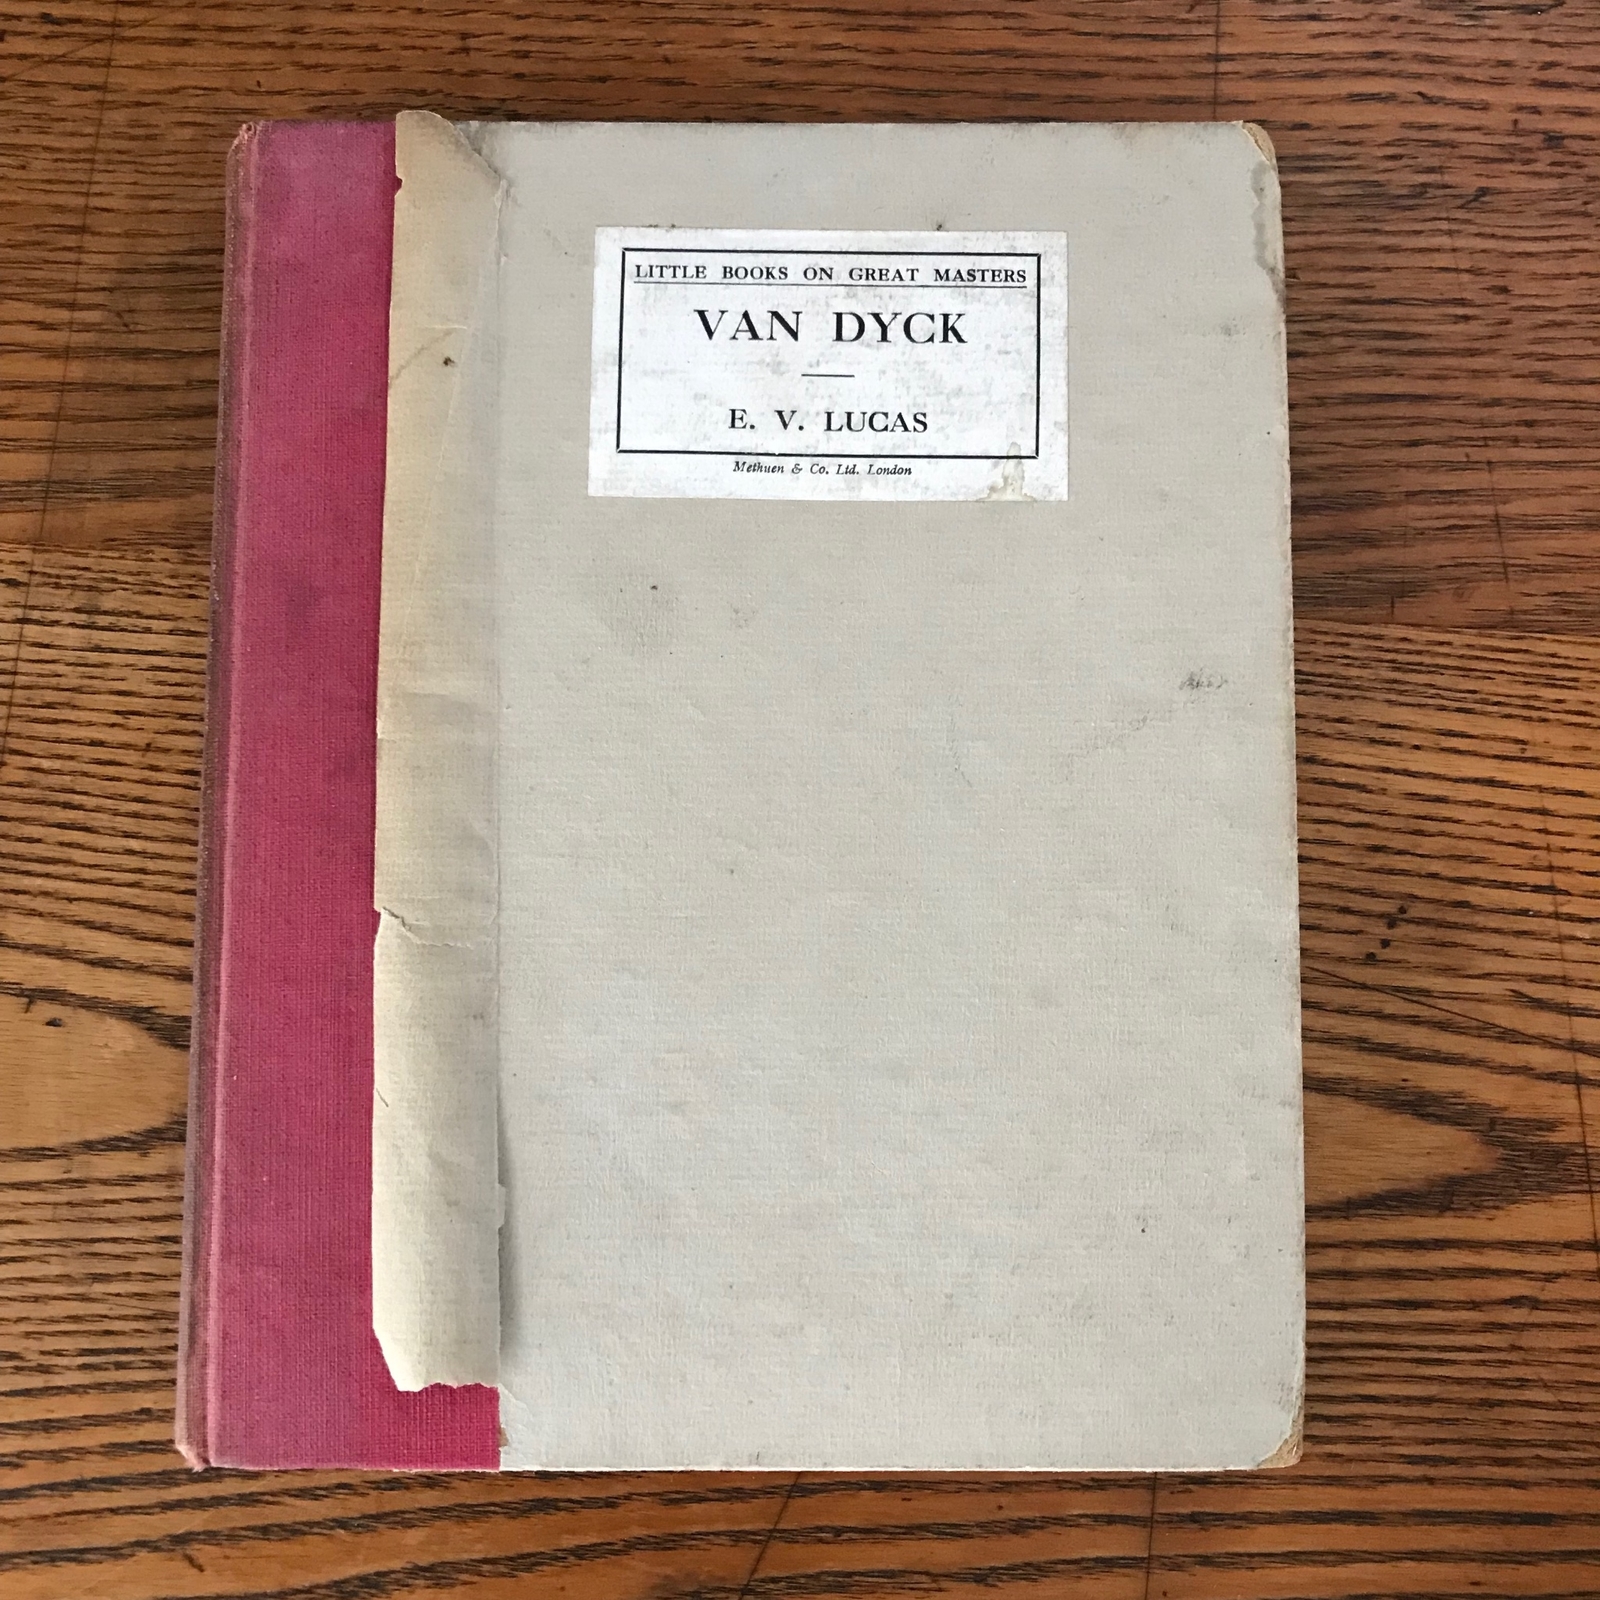 LITTLE BOOKS ON GREAT MASTERS
VAN DYCK
E. V. LUCAS
Methuen & Co. Ltd. London